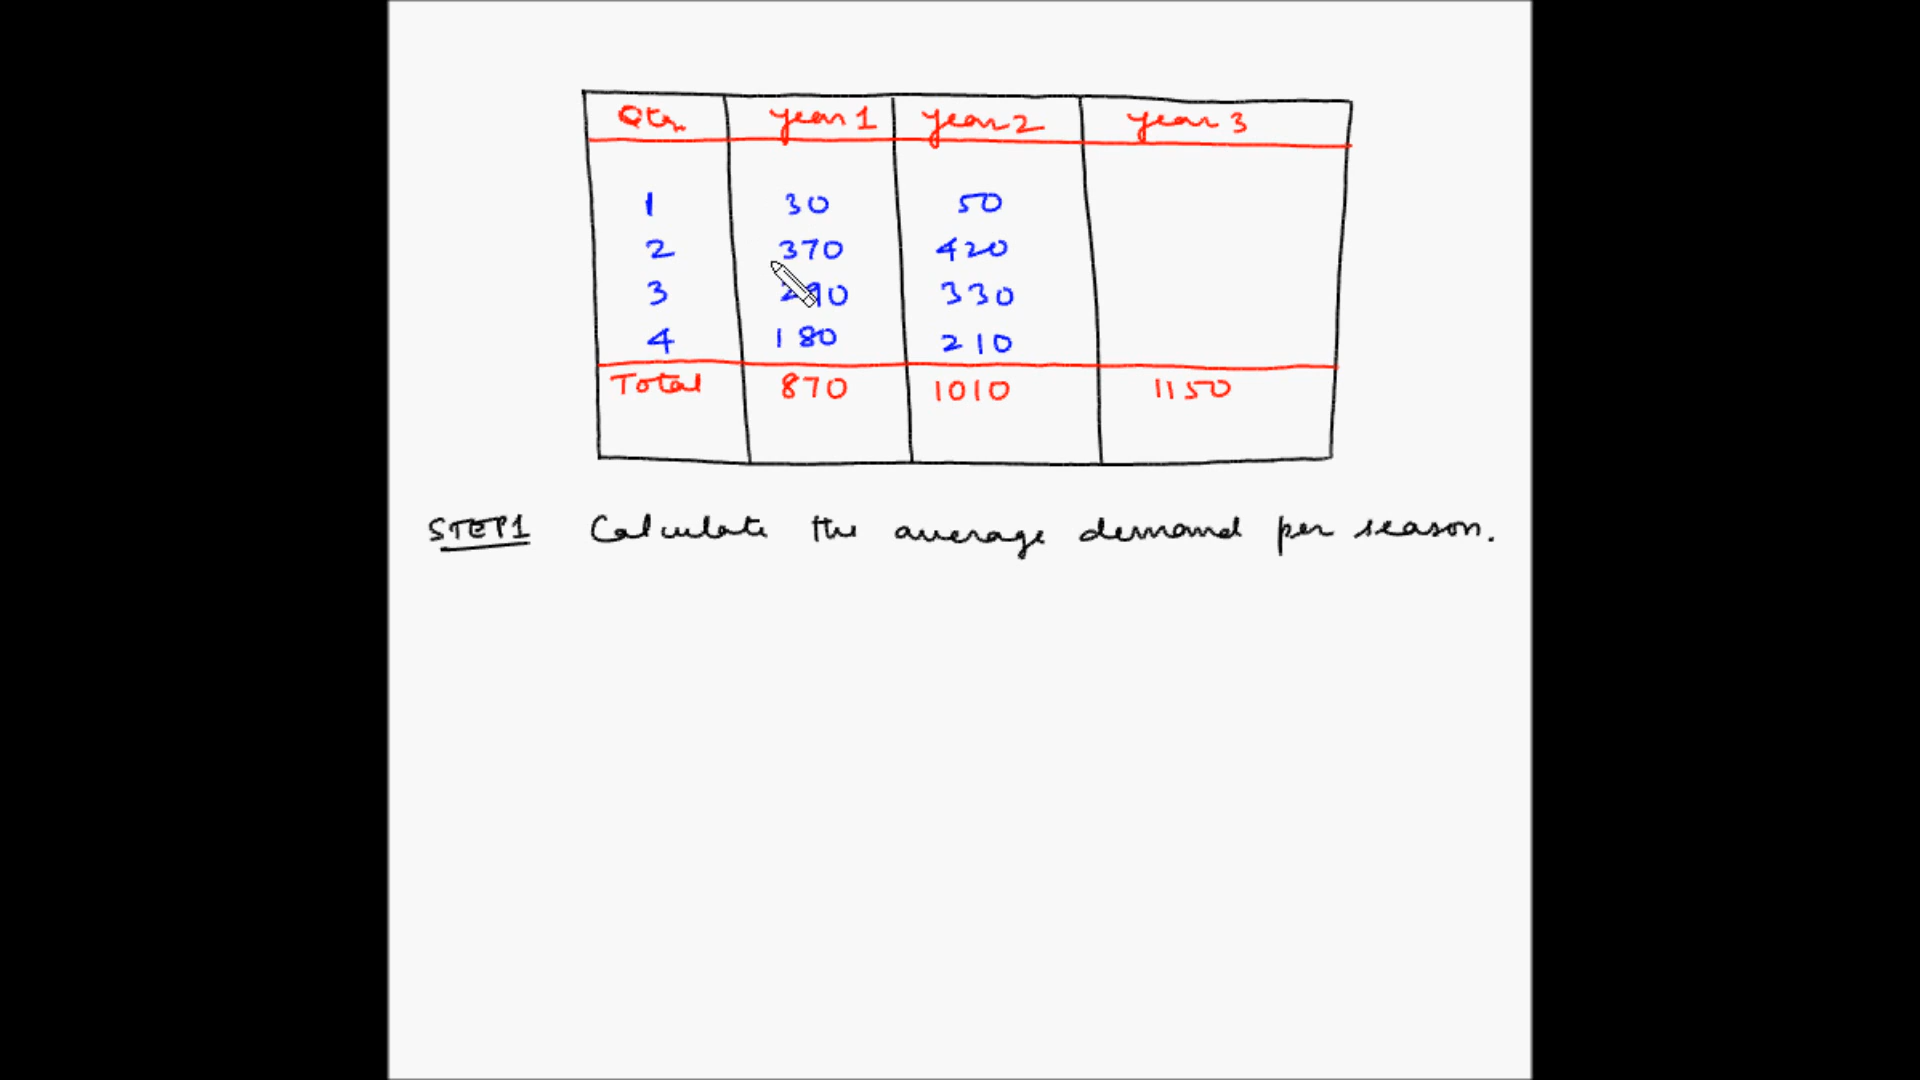 Qtr year 1 year 2 year 3
1 30 50
2 370 420
3 290 330
4 180 210
Total 870 1010 1150
STEP1 Calculate the average demand per season.